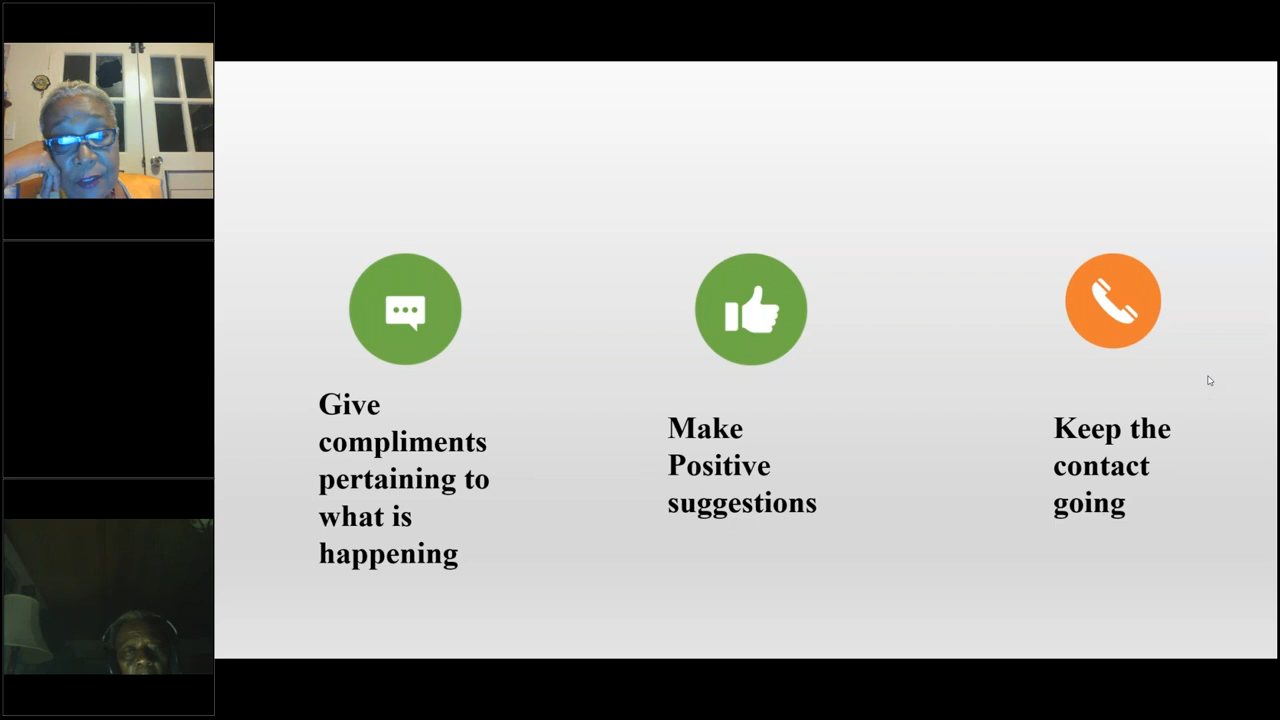 Give
compliments
pertaining to
what is
happening
Make
Positive
suggestions
Keep the
contact
going